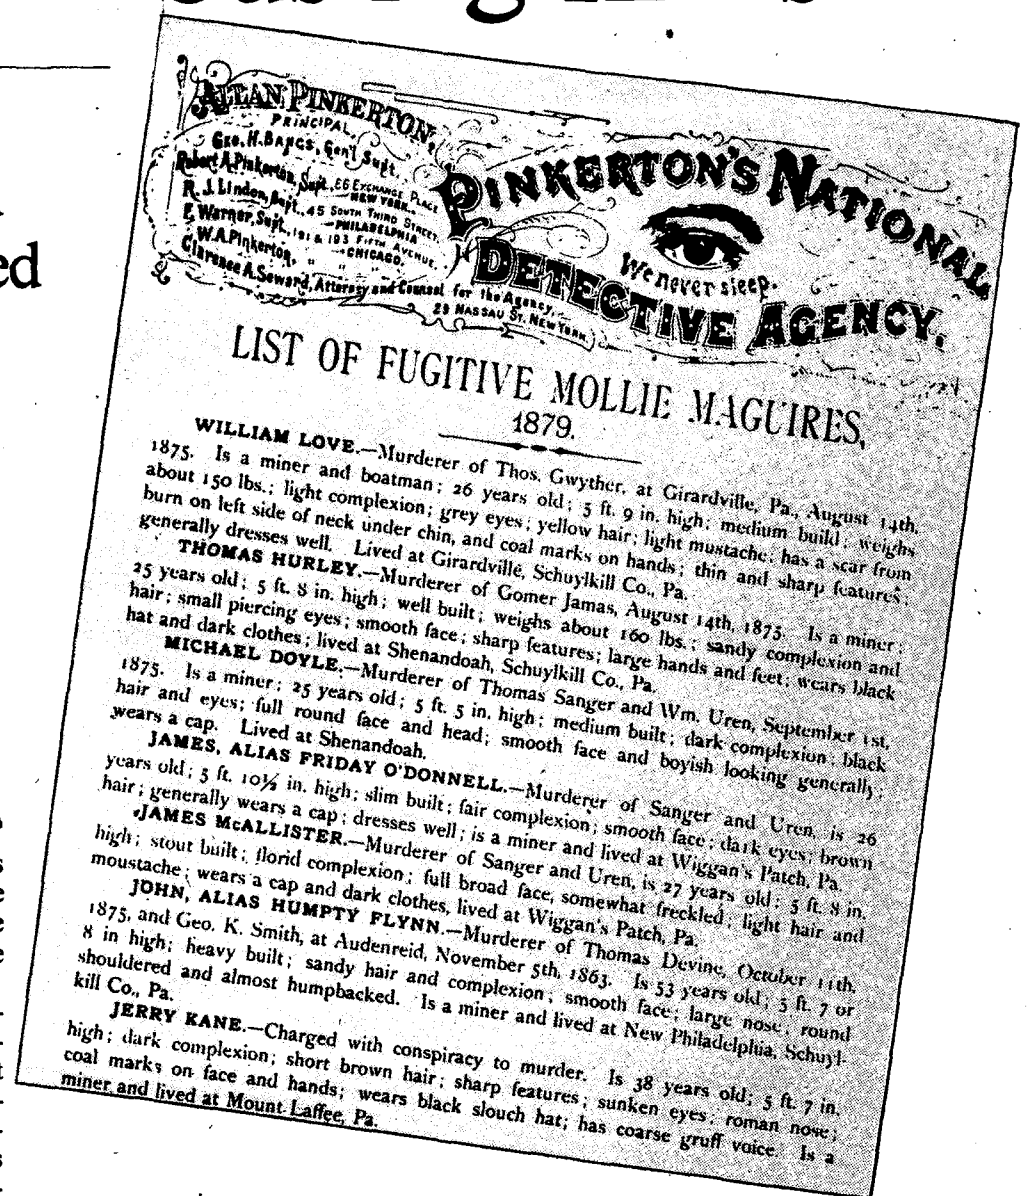 ed
ALLAN PINKERTON,
PRINCIPAL,
GEO. H. BANGS, Gen'l Supt.
Robert A. Pinkerton, Supt., 66 EXCHANGE PLACE
NEW YORK.
R. J. Linden, Supt., 45 SOUTH THIRD STREET,
PHILADELPHIA
F. Warner, Supt., 191 & 193 FIFTH AVENUE,
W. A. Pinkerton, " " CHICAGO.
Clarence A. Seward, Attorney and Counsel for the Agency,
29 NASSAU ST. NEW YORK.
PINKERTON'S NATIONAL
We never sleep.
DETECTIVE AGENCY.
LIST OF FUGITIVE MOLLIE MAGUIRES,
1879.
WILLIAM LOVE.—Murderer of Thos. Gwyther, at Girardville, Pa., August 14th,
1875. Is a miner and boatman; 26 years old; 5 ft. 9 in. high; medium build; weighs
about 150 lbs.; light complexion; grey eyes; yellow hair; light mustache; has a scar from
burn on left side of neck under chin, and coal marks on hands; thin and sharp features;
generally dresses well. Lived at Girardville, Schuylkill Co., Pa.
THOMAS HURLEY.—Murderer of Gomer Jamas, August 14th, 1875. Is a miner;
25 years old; 5 ft. 8 in. high; well built; weighs about 160 lbs.; sandy complexion and
hair; small piercing eyes; smooth face; sharp features; large hands and feet; wears black
hat and dark clothes; lived at Shenandoah, Schuylkill Co., Pa.
MICHAEL DOYLE.—Murderer of Thomas Sanger and Wm. Uren, September 1st,
1875. Is a miner; 25 years old; 5 ft. 5 in. high; medium built; dark complexion; black
hair and eyes; full round face and head; smooth face and boyish looking generally;
wears a cap. Lived at Shenandoah.
JAMES, ALIAS FRIDAY O'DONNELL.—Murderer of Sanger and Uren, is 26
years old; 5 ft. 10½ in. high; slim built; fair complexion; smooth face; dark eyes; brown
hair; generally wears a cap; dresses well; is a miner and lived at Wiggan's Patch, Pa.
JAMES McALLISTER.—Murderer of Sanger and Uren, is 27 years old; 5 ft. 8 in.
high; stout built; florid complexion; full broad face, somewhat freckled; light hair and
moustache; wears a cap and dark clothes, lived at Wiggan's Patch, Pa.
JOHN, ALIAS HUMPTY FLYNN.—Murderer of Thomas Devine, October 11th,
1875, and Geo. K. Smith, at Audenreid, November 5th, 1863. Is 53 years old; 5 ft. 7 or
8 in high; heavy built; sandy hair and complexion; smooth face; large nose; round
shouldered and almost humpbacked. Is a miner and lived at New Philadelphia, Schuyl-
kill Co., Pa.
JERRY KANE.—Charged with conspiracy to murder. Is 38 years old; 5 ft. 7 in.
high; dark complexion; short brown hair; sharp features; sunken eyes; roman nose;
coal marks on face and hands; wears black slouch hat; has coarse gruff voice. Is a
miner and lived at Mount Laffee, Pa.